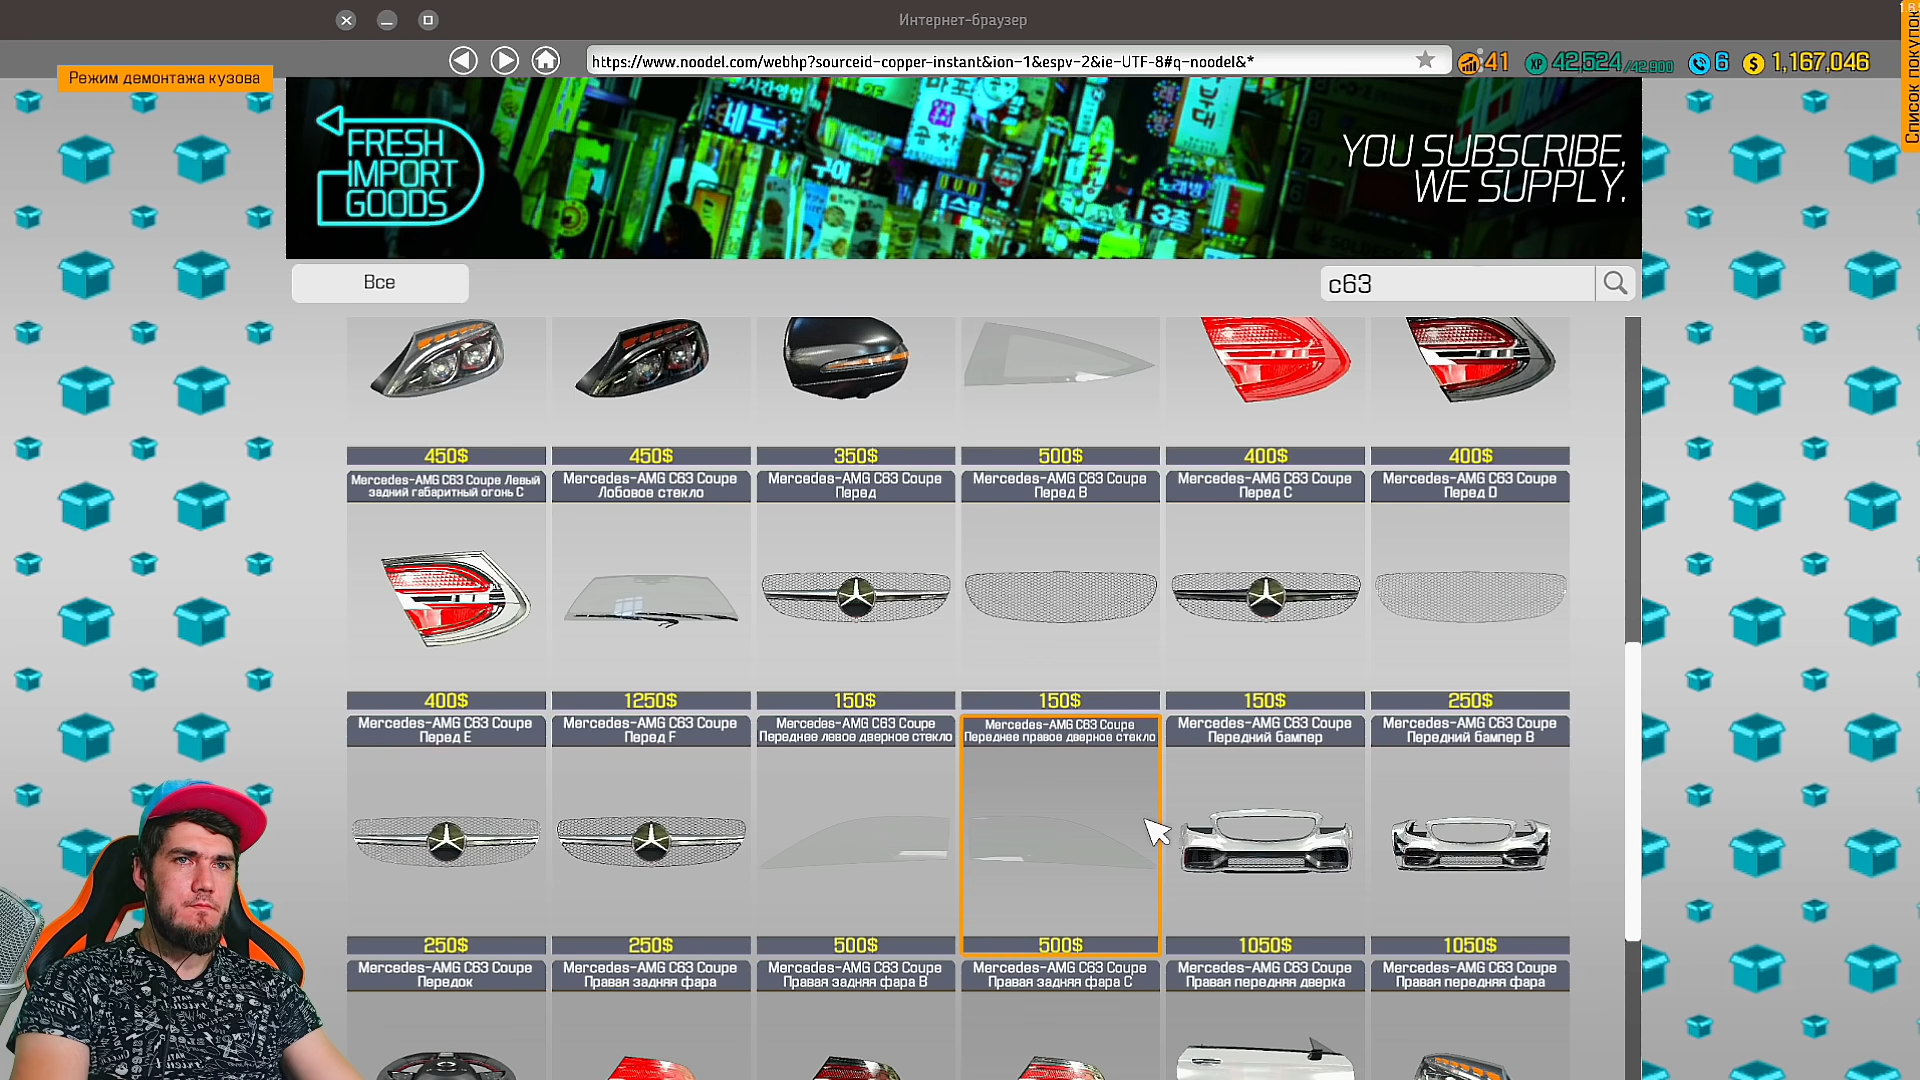 Интернет-браузер
https://www.noodel.com/webhp?sourceid-copper-instant&ion-1&espv-2&ie-UTF-8#q-noodel&*
41
XP 42,524/42,900
6
$ 1,167,046
Список покупок
Режим демонтажа кузова
FRESH
IMPORT
GOODS
YOU SUBSCRIBE,
WE SUPPLY.
Все
c63
450$
450$
350$
500$
400$
400$
Mercedes-AMG C63 Coupe Левый
задний габаритный огонь C
Mercedes-AMG C63 Coupe
Лобовое стекло
Mercedes-AMG C63 Coupe
Перед
Mercedes-AMG C63 Coupe
Перед B
Mercedes-AMG C63 Coupe
Перед C
Mercedes-AMG C63 Coupe
Перед D
400$
1250$
150$
150$
150$
250$
Mercedes-AMG C63 Coupe
Перед E
Mercedes-AMG C63 Coupe
Перед F
Mercedes-AMG C63 Coupe
Переднее левое дверное стекло
Mercedes-AMG C63 Coupe
Переднее правое дверное стекло
Mercedes-AMG C63 Coupe
Передний бампер
Mercedes-AMG C63 Coupe
Передний бампер B
250$
250$
500$
500$
1050$
1050$
Mercedes-AMG C63 Coupe
Передок
Mercedes-AMG C63 Coupe
Правая задняя фара
Mercedes-AMG C63 Coupe
Правая задняя фара B
Mercedes-AMG C63 Coupe
Правая задняя фара C
Mercedes-AMG C63 Coupe
Правая передняя дверка
Mercedes-AMG C63 Coupe
Правая передняя фара